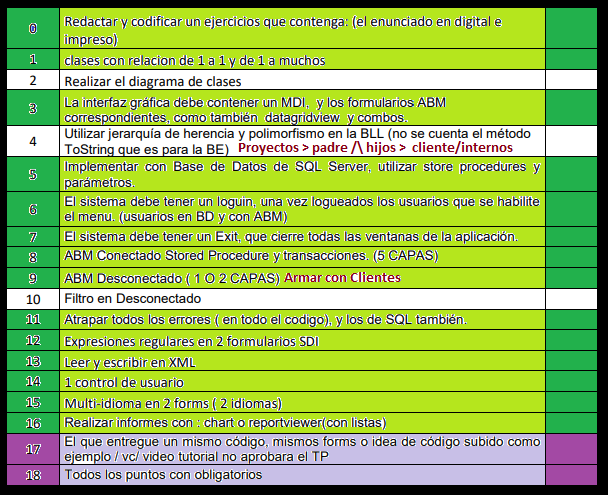 0 Redactar y codificar un ejercicios que contenga: (el enunciado en digital e
impreso)
1 clases con relacion de 1 a 1 y de 1 a muchos
2 Realizar el diagrama de clases
3 La interfaz gráfica debe contener un MDI, y los formularios ABM
correspondientes, como también datagridview y combos.
4 Utilizar jerarquía de herencia y polimorfismo en la BLL (no se cuenta el método
ToString que es para la BE) Proyectos > padre /\ hijos > cliente/internos
5 Implementar con Base de Datos de SQL Server, utilizar store procedures y
parámetros.
6 El sistema debe tener un loguin, una vez logueados los usuarios que se habilite
el menu. (usuarios en BD y con ABM)
7 El sistema debe tener un Exit, que cierre todas las ventanas de la aplicación.
8 ABM Conectado Stored Procedure y transacciones. (5 CAPAS)
9 ABM Desconectado ( 1 O 2 CAPAS) Armar con Clientes
10 Filtro en Desconectado
11 Atrapar todos los errores ( en todo el codigo), y los de SQL también.
12 Expresiones regulares en 2 formularios SDI
13 Leer y escribir en XML
14 1 control de usuario
15 Multi-idioma en 2 forms ( 2 idiomas)
16 Realizar informes con : chart o reportviewer(con listas)
17 El que entregue un mismo código, mismos forms o idea de código subido como
ejemplo / vc/ video tutorial no aprobara el TP
18 Todos los puntos con obligatorios